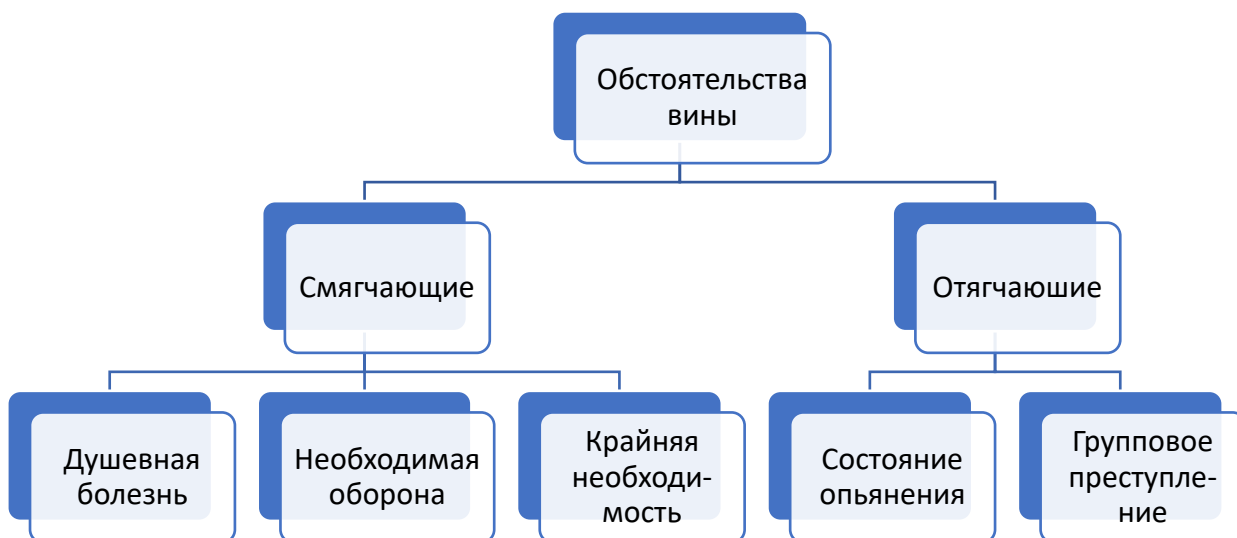 Обстоятельства
вины
Смягчающие
Отягчаюшие
Душевная
болезнь
Необходимая
оборона
Крайняя
необходи-
мость
Состояние
опьянения
Групповое
преступле-
ние